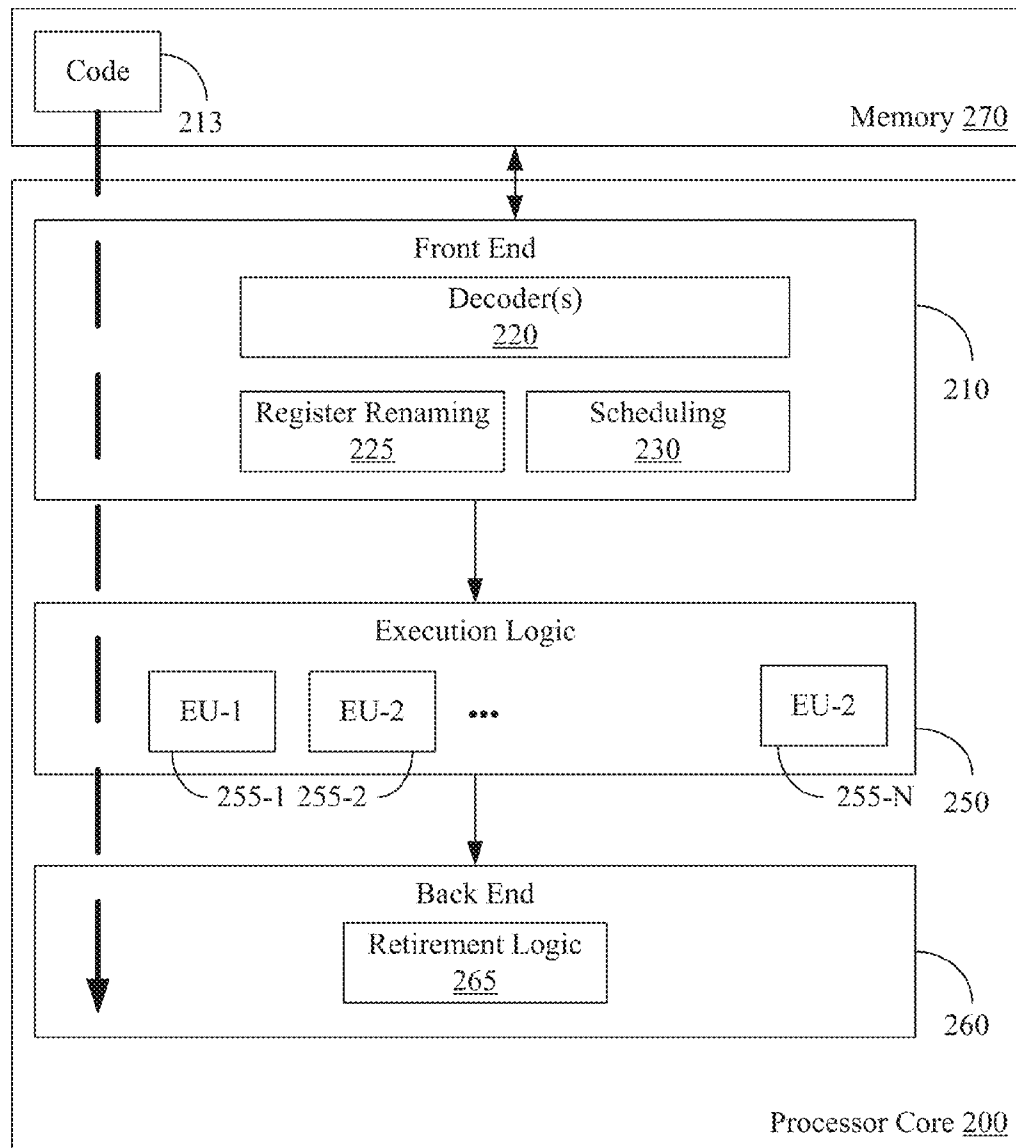 Code
213
Memory 270
Front End
Decoder(s)
220
Register Renaming
225
Scheduling
230
210
Execution Logic
EU-1
EU-2
...
EU-2
255-1
255-2
255-N
250
Back End
Retirement Logic
265
260
Processor Core 200